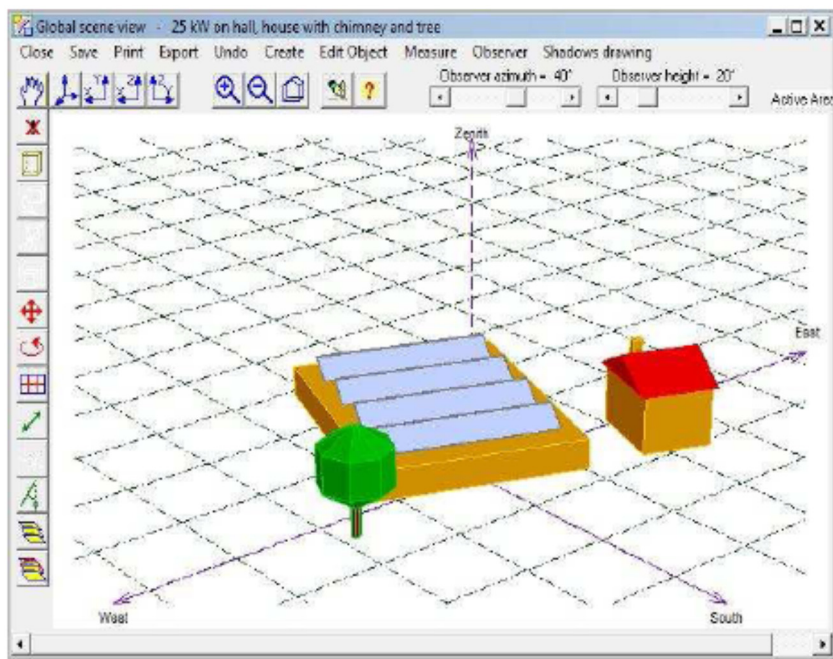 Global scene view - 25 kW on hall, house with chimney and tree
Close Save Print Export Undo Create Edit Object Measure Observer Shadows drawing
Observer azimuth = 40° Observer height = 20°
Active Area
Zenith
East
West
South